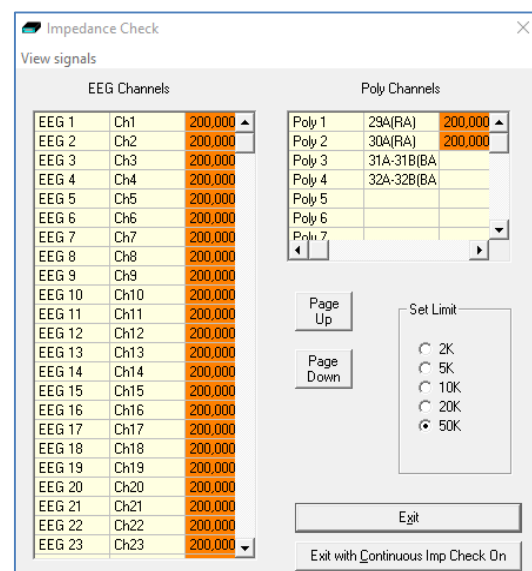 Impedance Check
View signals
EEG Channels
EEG 1 Ch1 200,000
EEG 2 Ch2 200,000
EEG 3 Ch3 200,000
EEG 4 Ch4 200,000
EEG 5 Ch5 200,000
EEG 6 Ch6 200,000
EEG 7 Ch7 200,000
EEG 8 Ch8 200,000
EEG 9 Ch9 200,000
EEG 10 Ch10 200,000
EEG 11 Ch11 200,000
EEG 12 Ch12 200,000
EEG 13 Ch13 200,000
EEG 14 Ch14 200,000
EEG 15 Ch15 200,000
EEG 16 Ch16 200,000
EEG 17 Ch17 200,000
EEG 18 Ch18 200,000
EEG 19 Ch19 200,000
EEG 20 Ch20 200,000
EEG 21 Ch21 200,000
EEG 22 Ch22 200,000
EEG 23 Ch23 200,000
Poly Channels
Poly 1 29A(RA) 200,000
Poly 2 30A(RA) 200,000
Poly 3 31A-31B(BA
Poly 4 32A-32B(BA
Poly 5
Poly 6
Poly 7
Page
Up
Page
Down
Set Limit
2K
5K
10K
20K
50K
Exit
Exit with Continuous Imp Check On